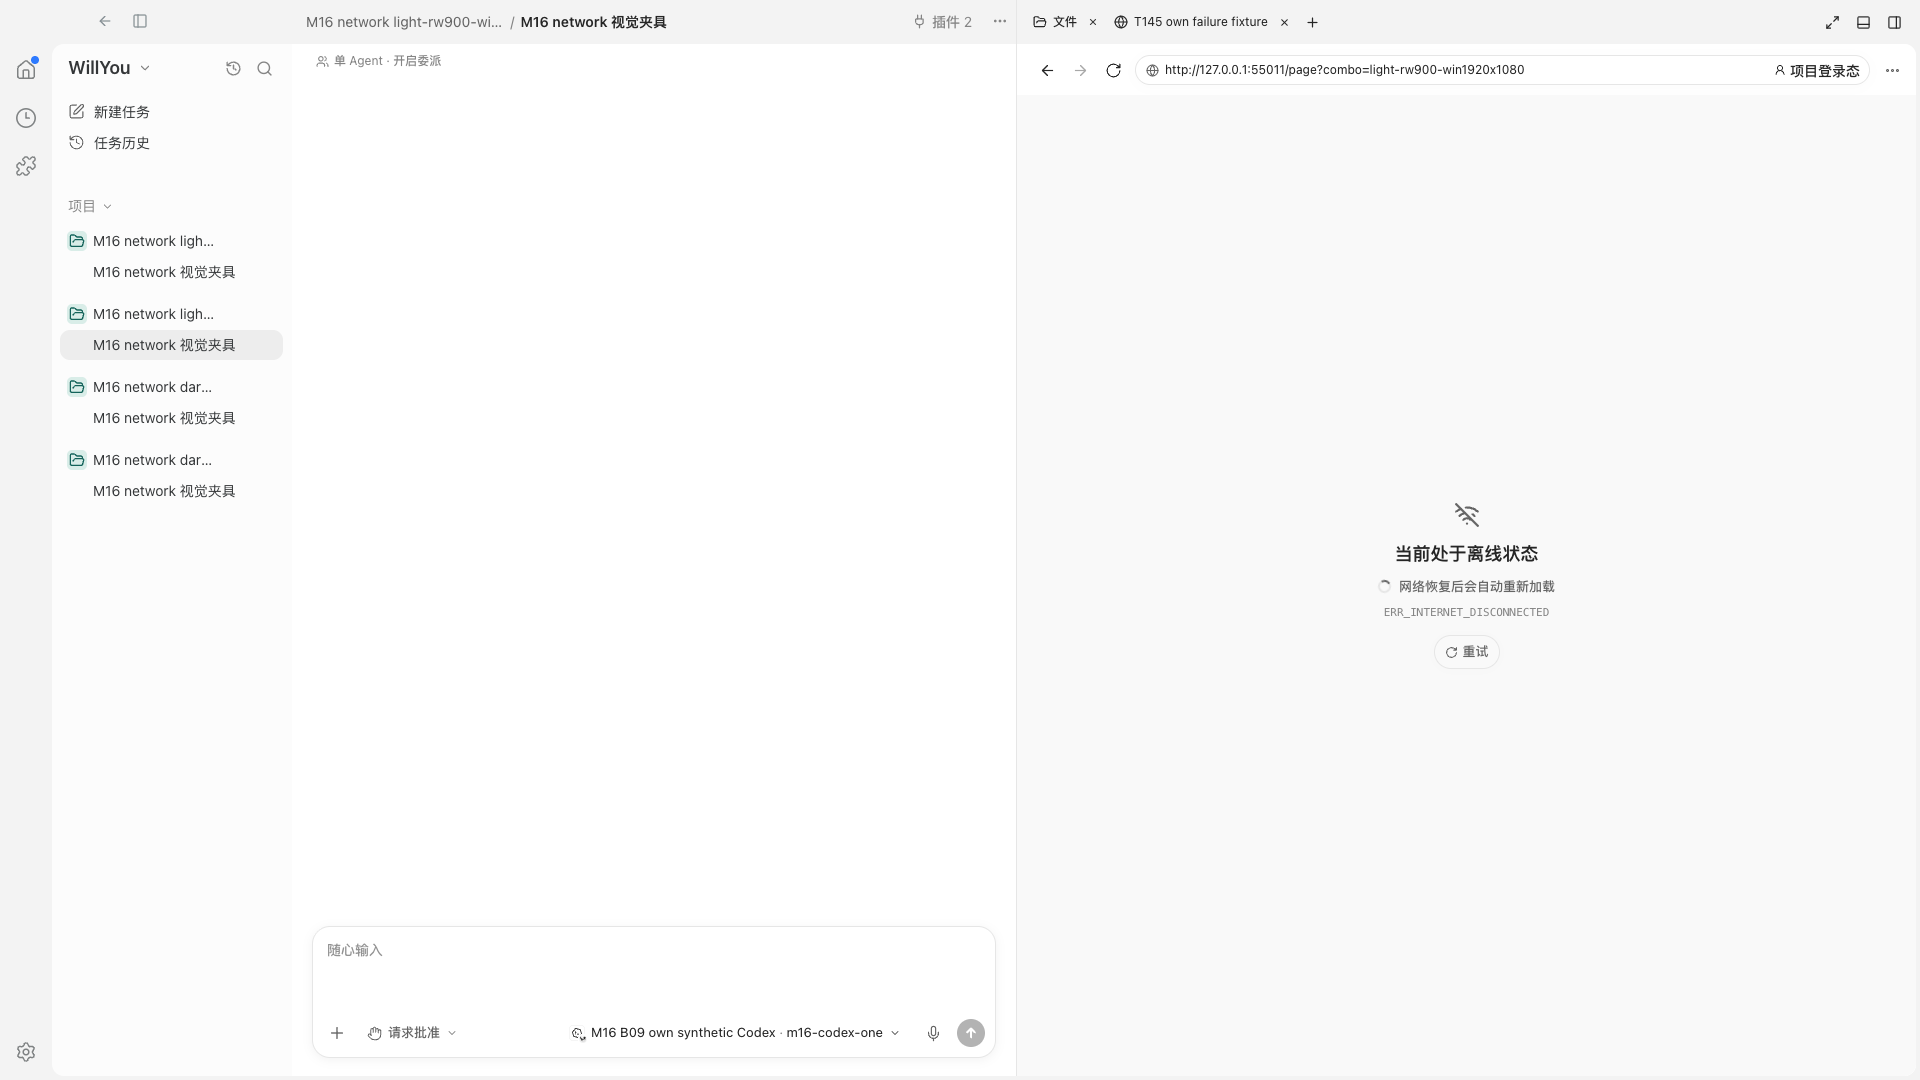 M16 network light-rw900-wi... / M16 network 视觉夹具
插件 2
文件
T145 own failure fixture
WillYou
单 Agent · 开启委派
http://127.0.0.1:55011/page?combo=light-rw900-win1920x1080
项目登录态
新建任务
任务历史
项目
M16 network ligh...
M16 network 视觉夹具
M16 network ligh...
M16 network 视觉夹具
M16 network dar...
M16 network 视觉夹具
M16 network dar...
M16 network 视觉夹具
当前处于离线状态
网络恢复后会自动重新加载
ERR_INTERNET_DISCONNECTED
重试
随心输入
请求批准
M16 B09 own synthetic Codex · m16-codex-one